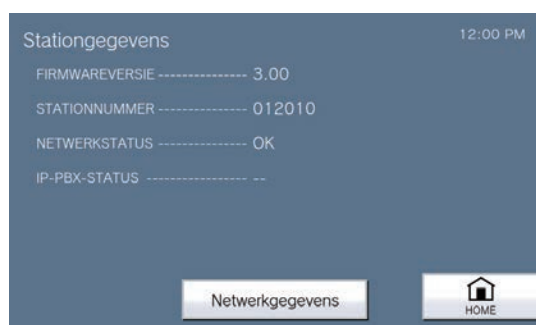 Stationgegevens
12:00 PM
FIRMWAREVERSIE --------------- 3.00
STATIONNUMMER --------------- 012010
NETWERKSTATUS --------------- OK
IP-PBX-STATUS ----------------- --
Netwerkgegevens
HOME